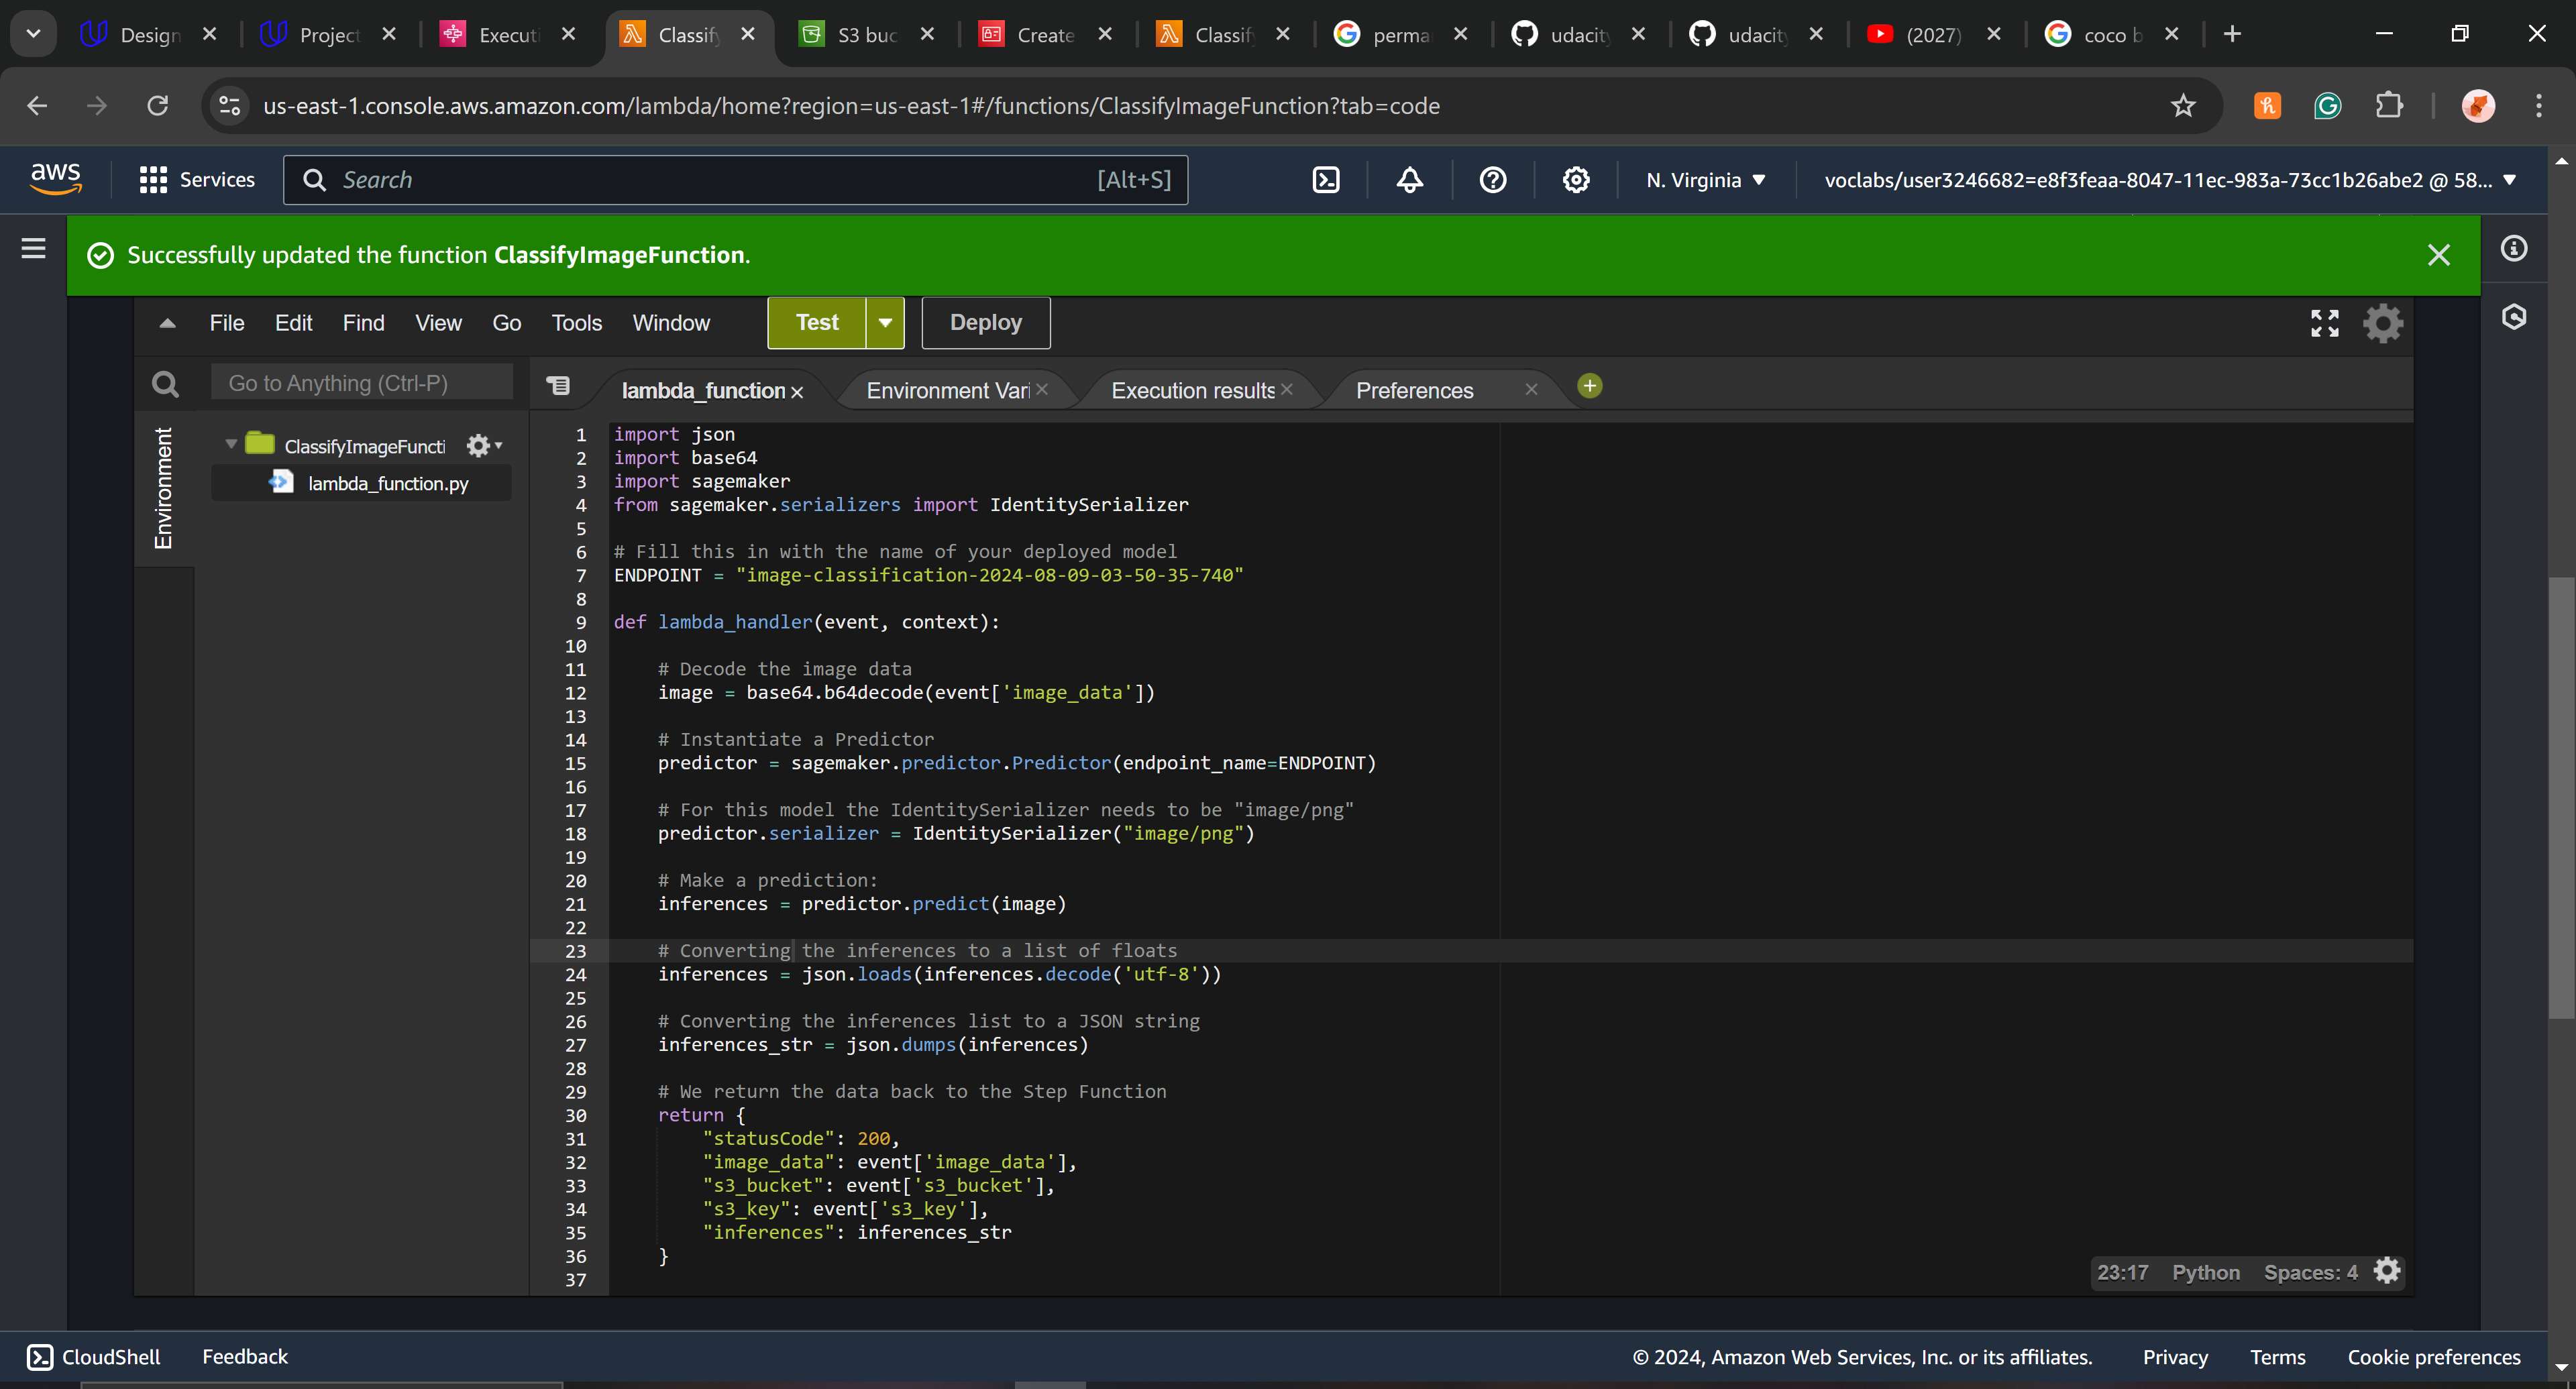 Design Project Executi Classify S3 buc Create Classify perma udacity udacity (2027) coco b
us-east-1.console.aws.amazon.com/lambda/home?region=us-east-1#/functions/ClassifyImageFunction?tab=code
aws Services Search [Alt+S] N. Virginia voclabs/user3246682=e8f3feaa-8047-11ec-983a-73cc1b26abe2 @ 58...
Successfully updated the function ClassifyImageFunction.
File Edit Find View Go Tools Window Test Deploy
Go to Anything (Ctrl-P) lambda_function Environment Vari Execution results Preferences
Environment
ClassifyImageFuncti
lambda_function.py
1 import json
2 import base64
3 import sagemaker
4 from sagemaker.serializers import IdentitySerializer
5
6 # Fill this in with the name of your deployed model
7 ENDPOINT = "image-classification-2024-08-09-03-50-35-740"
8
9 def lambda_handler(event, context):
10
11 # Decode the image data
12 image = base64.b64decode(event['image_data'])
13
14 # Instantiate a Predictor
15 predictor = sagemaker.predictor.Predictor(endpoint_name=ENDPOINT)
16
17 # For this model the IdentitySerializer needs to be "image/png"
18 predictor.serializer = IdentitySerializer("image/png")
19
20 # Make a prediction:
21 inferences = predictor.predict(image)
22
23 # Converting the inferences to a list of floats
24 inferences = json.loads(inferences.decode('utf-8'))
25
26 # Converting the inferences list to a JSON string
27 inferences_str = json.dumps(inferences)
28
29 # We return the data back to the Step Function
30 return {
31 "statusCode": 200,
32 "image_data": event['image_data'],
33 "s3_bucket": event['s3_bucket'],
34 "s3_key": event['s3_key'],
35 "inferences": inferences_str
36 }
37
23:17 Python Spaces: 4
CloudShell Feedback © 2024, Amazon Web Services, Inc. or its affiliates. Privacy Terms Cookie preferences